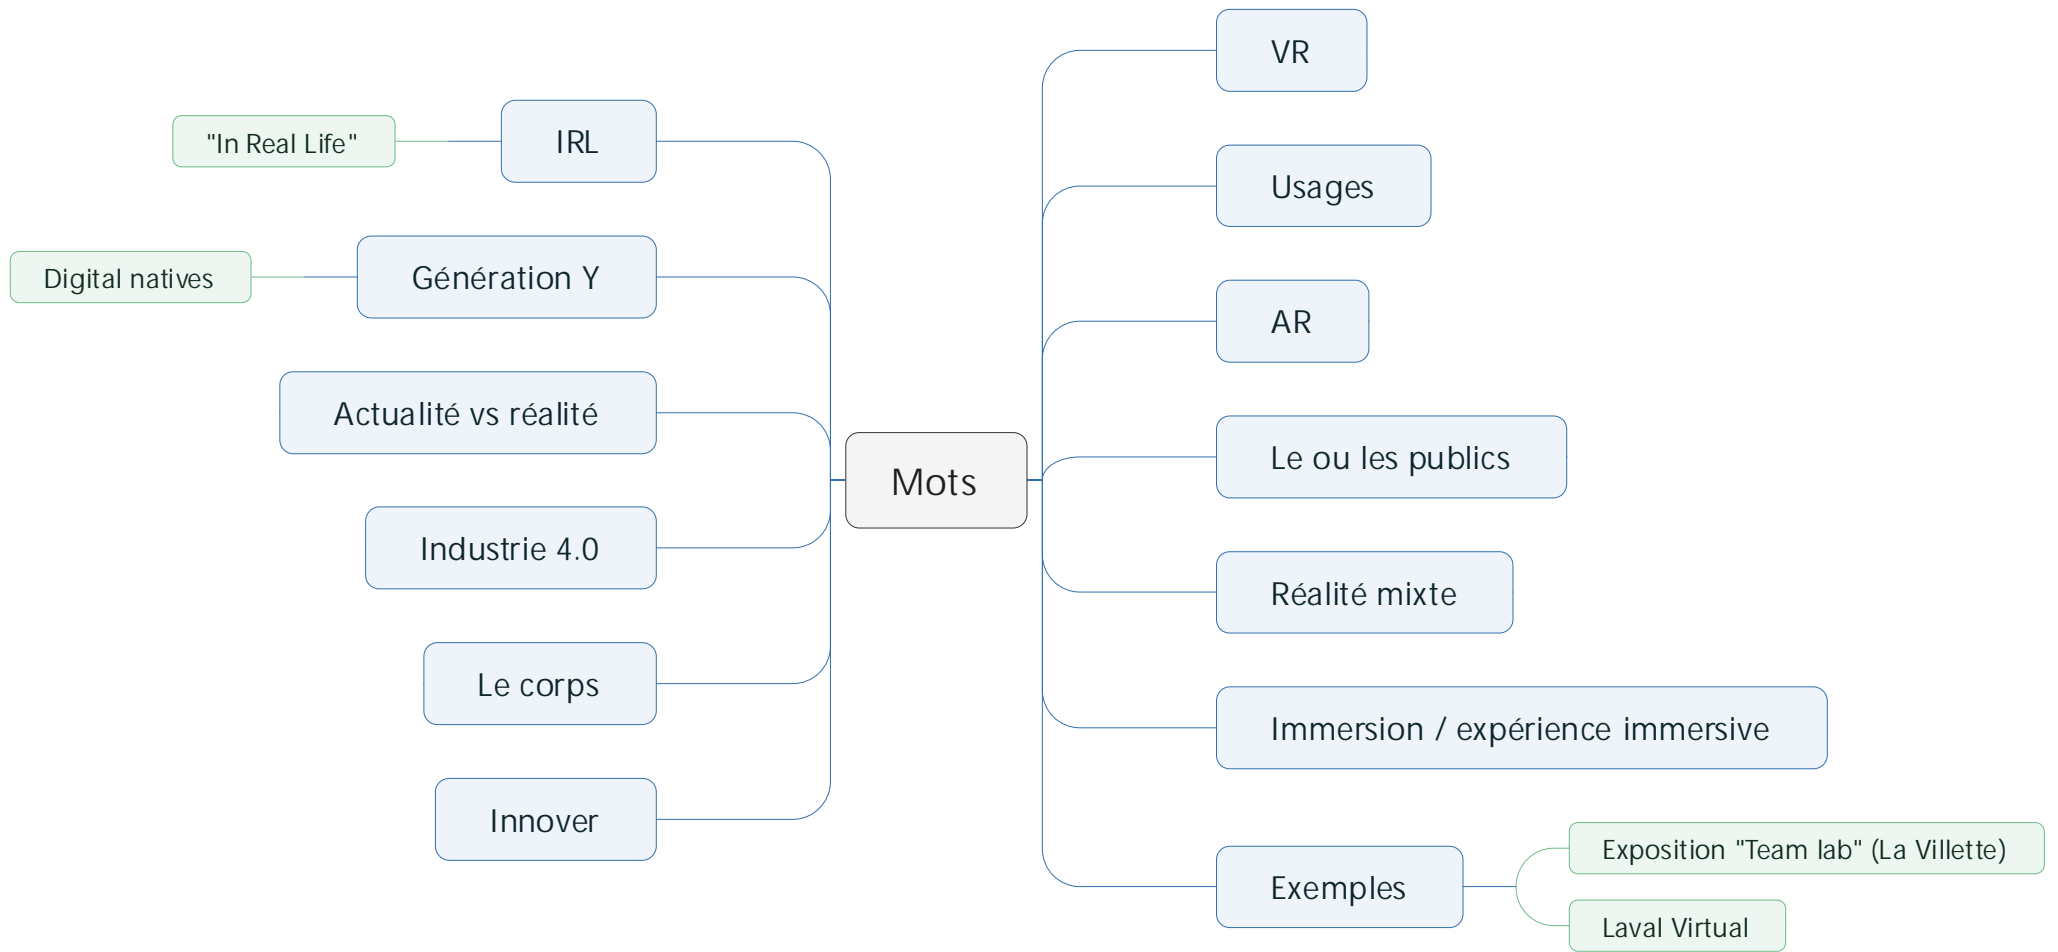 Mots
VR
Usages
AR
Le ou les publics
Réalité mixte
Immersion / expérience immersive
Exemples
Exposition "Team lab" (La Villette)
Laval Virtual
IRL
"In Real Life"
Génération Y
Digital natives
Actualité vs réalité
Industrie 4.0
Le corps
Innover